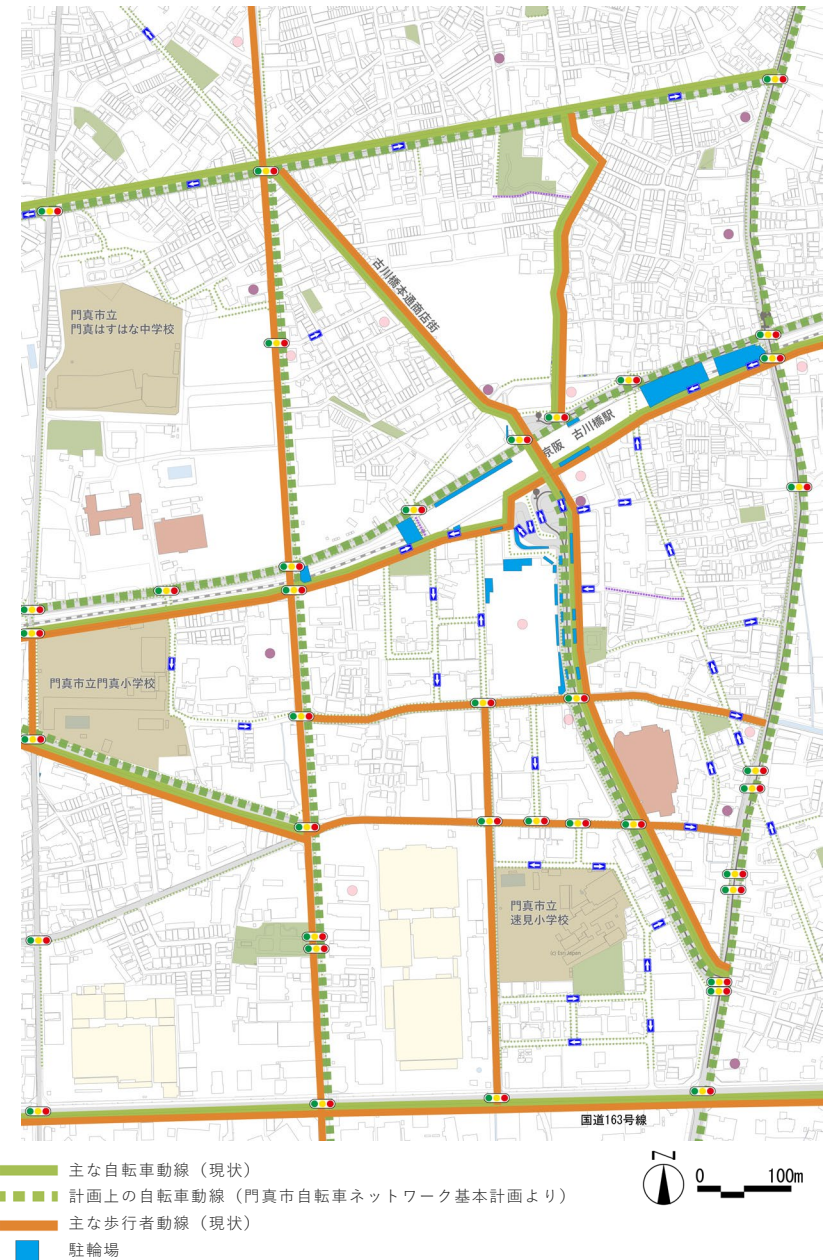 門真市立
門真はすはな中学校
古川橋本通商店街
京阪 古川橋駅
門真市立門真小学校
門真市立
速見小学校
(c) Esri Japan
国道163号線
主な自転車動線（現状）
計画上の自転車動線（門真市自転車ネットワーク基本計画より）
主な歩行者動線（現状）
駐輪場
N
0 100m